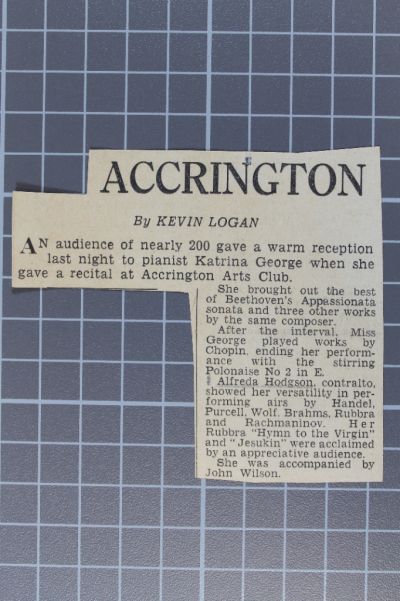 ACCRINGTON
By KEVIN LOGAN
AN audience of nearly 200 gave a warm reception
last night to pianist Katrina George when she
gave a recital at Accrington Arts Club.
She brought out the best
of Beethoven's Appassionata
sonata and three other works
by the same composer.
After the interval, Miss
George played works by
Chopin, ending her perform-
ance with the stirring
Polonaise No 2 in E.
Alfreda Hodgson, contralto,
showed her versatility in per-
forming airs by Handel,
Purcell, Wolf, Brahms, Rubbra
and Rachmaninov. Her
Rubbra "Hymn to the Virgin"
and "Jesukin" were acclaimed
by an appreciative audience.
She was accompanied by
John Wilson.